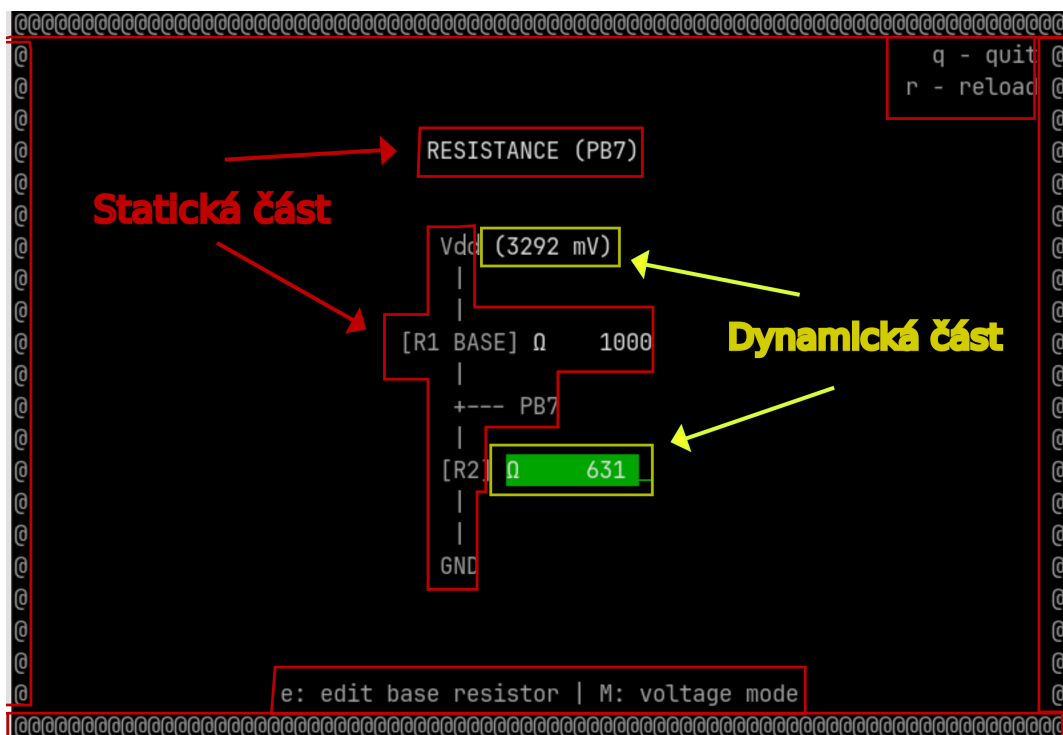 @@@@@@@@@@@@@@@@@@@@@@@@@@@@@@@@@@@@@@@@@@@@@@@@@@@@@@@@@@@@@@@@@@@@@@@@@@@@@@@@
@ q - quit @
@ r - reload @
@ @
@ RESISTANCE (PB7) @
@ @
@ Statická část @
@ Vdd (3292 mV) @
@ | @
@ | @
@ [R1 BASE] Ω 1000 Dynamická část @
@ | @
@ +--- PB7 @
@ | @
@ [R2] Ω 631 _ @
@ | @
@ | @
@ GND @
@ @
@ @
@ @
@ e: edit base resistor | M: voltage mode @
@@@@@@@@@@@@@@@@@@@@@@@@@@@@@@@@@@@@@@@@@@@@@@@@@@@@@@@@@@@@@@@@@@@@@@@@@@@@@@@@